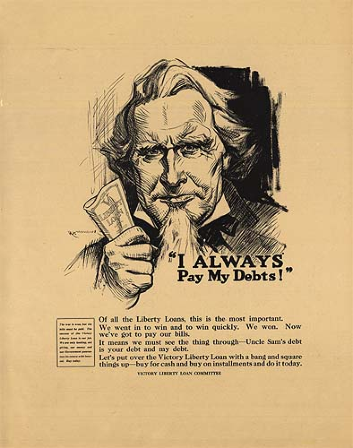 "I ALWAYS
Pay My Debts!"
Of all the Liberty Loans, this is the most important.
We went in to win and to win quickly. We won. Now
we've got to pay our bills.
It means we must see the thing through—Uncle Sam's debt
is your debt and my debt.
Let's put over the Victory Liberty Loan with a bang and square
things up—buy for cash and buy on installments and do it today.
VICTORY LIBERTY LOAN COMMITTEE